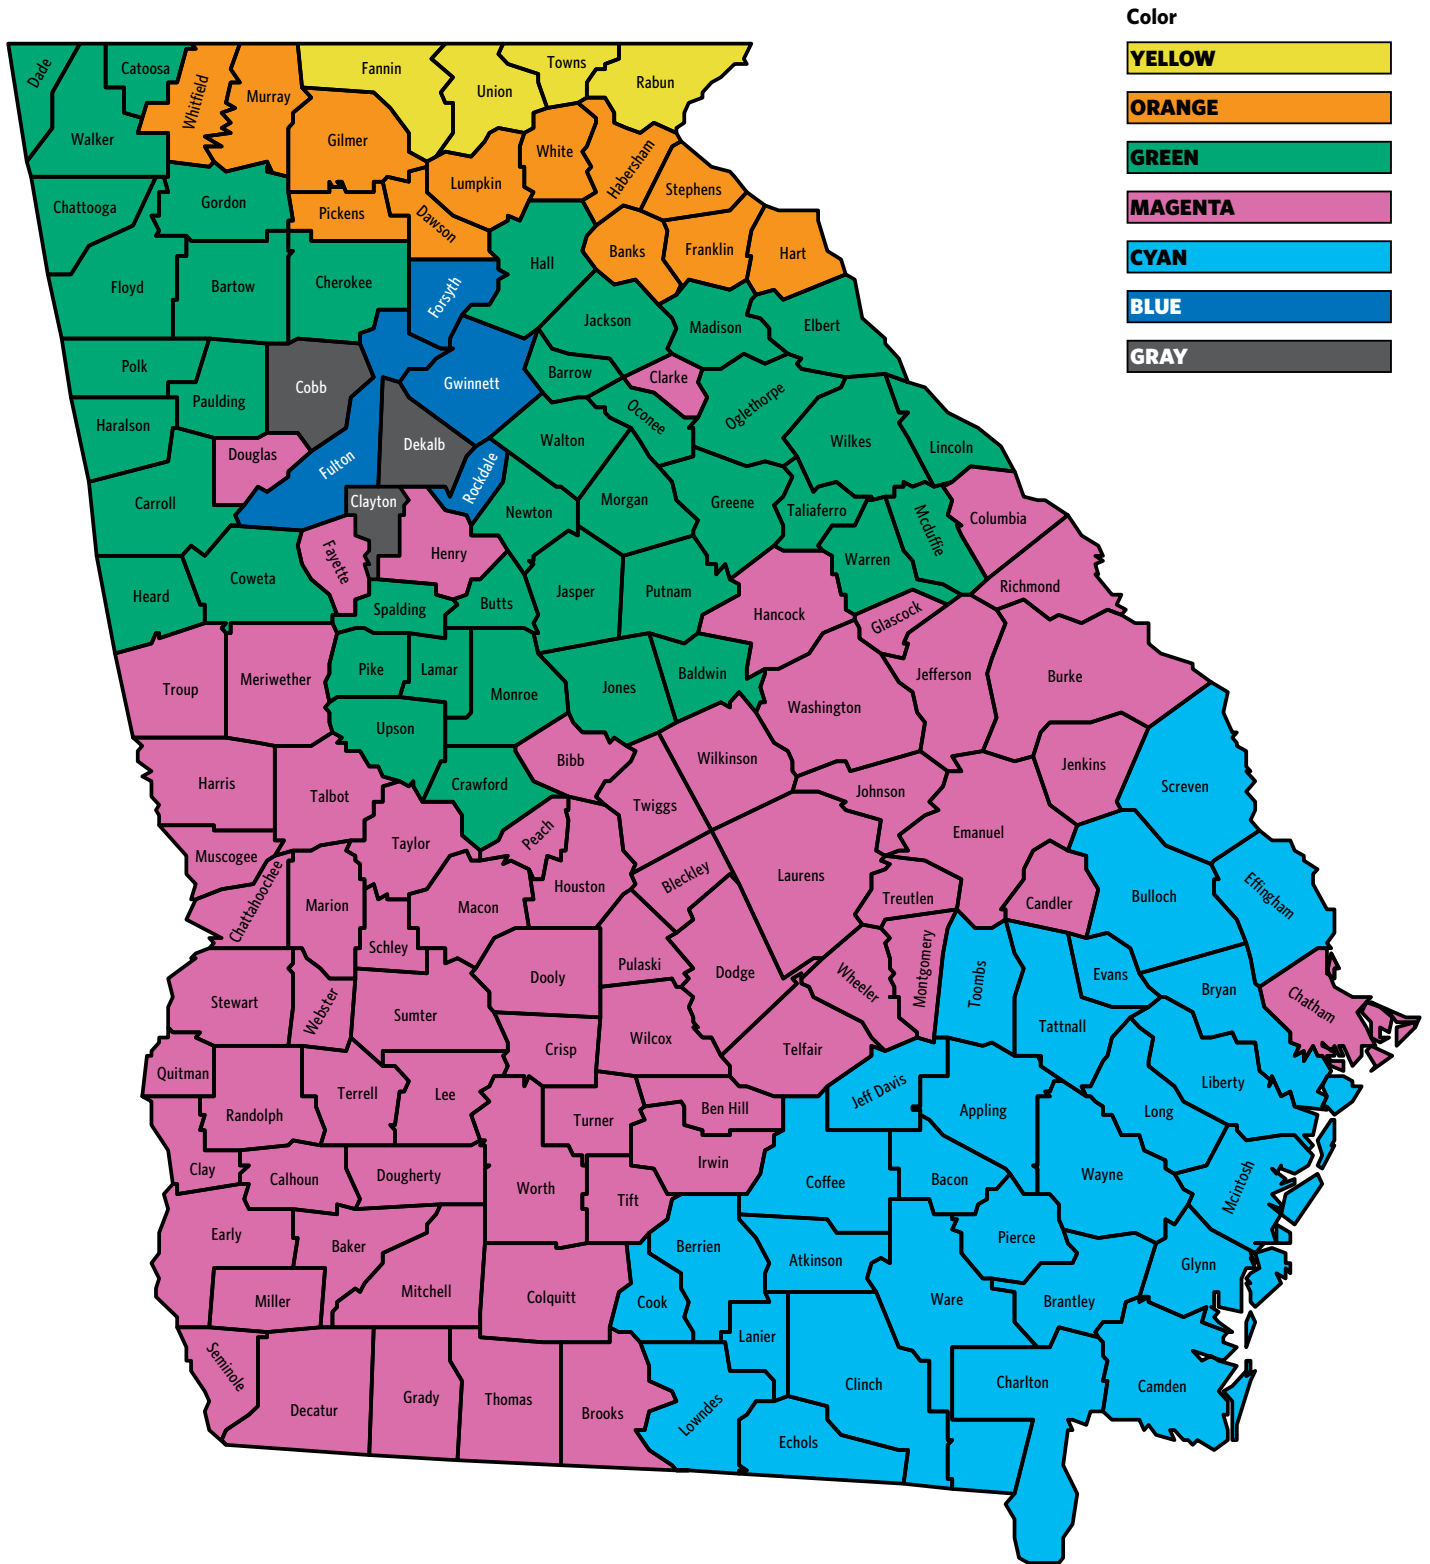 Color
YELLOW
ORANGE
GREEN
MAGENTA
CYAN
BLUE
GRAY
Dade
Catoosa
Whitfield
Murray
Fannin
Union
Towns
Rabun
Walker
Gilmer
White
Habersham
Lumpkin
Stephens
Chattooga
Gordon
Pickens
Dawson
Banks
Franklin
Hart
Floyd
Bartow
Cherokee
Forsyth
Hall
Jackson
Madison
Elbert
Polk
Paulding
Cobb
Gwinnett
Barrow
Clarke
Oconee
Oglethorpe
Haralson
Douglas
Fulton
Dekalb
Rockdale
Walton
Wilkes
Lincoln
Carroll
Clayton
Newton
Morgan
Greene
Taliaferro
Mcduffie
Columbia
Fayette
Henry
Warren
Richmond
Heard
Coweta
Spalding
Butts
Jasper
Putnam
Hancock
Glascock
Troup
Meriwether
Pike
Lamar
Monroe
Jones
Baldwin
Washington
Jefferson
Burke
Upson
Bibb
Wilkinson
Jenkins
Screven
Harris
Talbot
Crawford
Twiggs
Johnson
Emanuel
Muscogee
Taylor
Peach
Chattahoochee
Marion
Macon
Houston
Bleckley
Laurens
Treutlen
Candler
Bulloch
Effingham
Schley
Dooly
Pulaski
Dodge
Wheeler
Montgomery
Toombs
Evans
Bryan
Chatham
Stewart
Webster
Sumter
Tattnall
Crisp
Wilcox
Telfair
Quitman
Terrell
Lee
Randolph
Turner
Ben Hill
Jeff Davis
Appling
Long
Liberty
Clay
Calhoun
Dougherty
Worth
Tift
Irwin
Coffee
Bacon
Wayne
Mcintosh
Early
Baker
Berrien
Atkinson
Pierce
Glynn
Miller
Mitchell
Colquitt
Cook
Lanier
Ware
Brantley
Seminole
Decatur
Grady
Thomas
Brooks
Lowndes
Echols
Clinch
Charlton
Camden